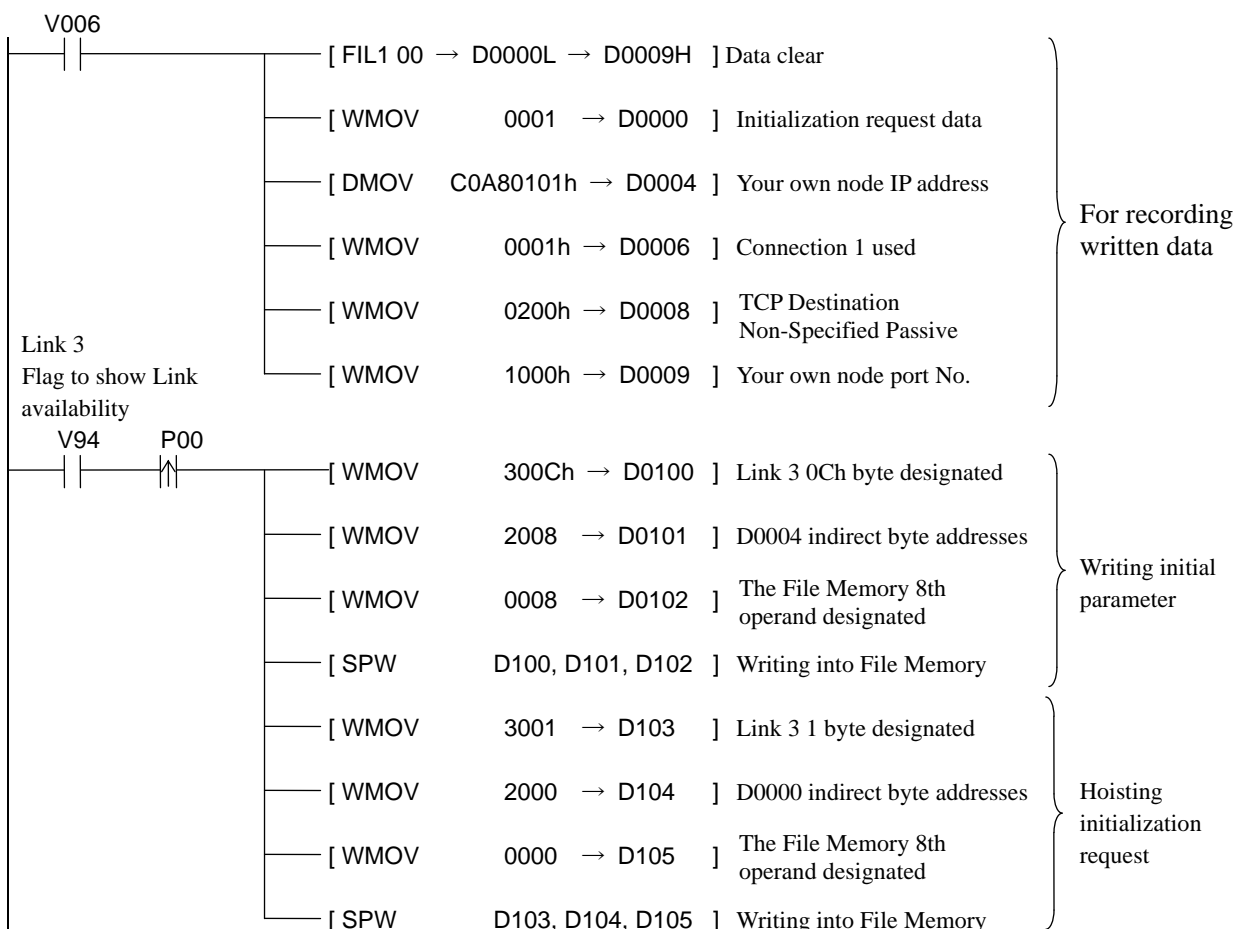 V006
[ FIL1 00 → D0000L → D0009H ] Data clear
[ WMOV 0001 → D0000 ] Initialization request data
[ DMOV C0A80101h → D0004 ] Your own node IP address
[ WMOV 0001h → D0006 ] Connection 1 used
[ WMOV 0200h → D0008 ] TCP Destination
Non-Specified Passive
[ WMOV 1000h → D0009 ] Your own node port No.
For recording
written data
Link 3
Flag to show Link
availability
V94 P00
[ WMOV 300Ch → D0100 ] Link 3 0Ch byte designated
[ WMOV 2008 → D0101 ] D0004 indirect byte addresses
[ WMOV 0008 → D0102 ] The File Memory 8th
operand designated
[ SPW D100, D101, D102 ] Writing into File Memory
Writing initial
parameter
[ WMOV 3001 → D103 ] Link 3 1 byte designated
[ WMOV 2000 → D104 ] D0000 indirect byte addresses
[ WMOV 0000 → D105 ] The File Memory 8th
operand designated
[ SPW D103, D104, D105 ] Writing into File Memory
Hoisting
initialization
request